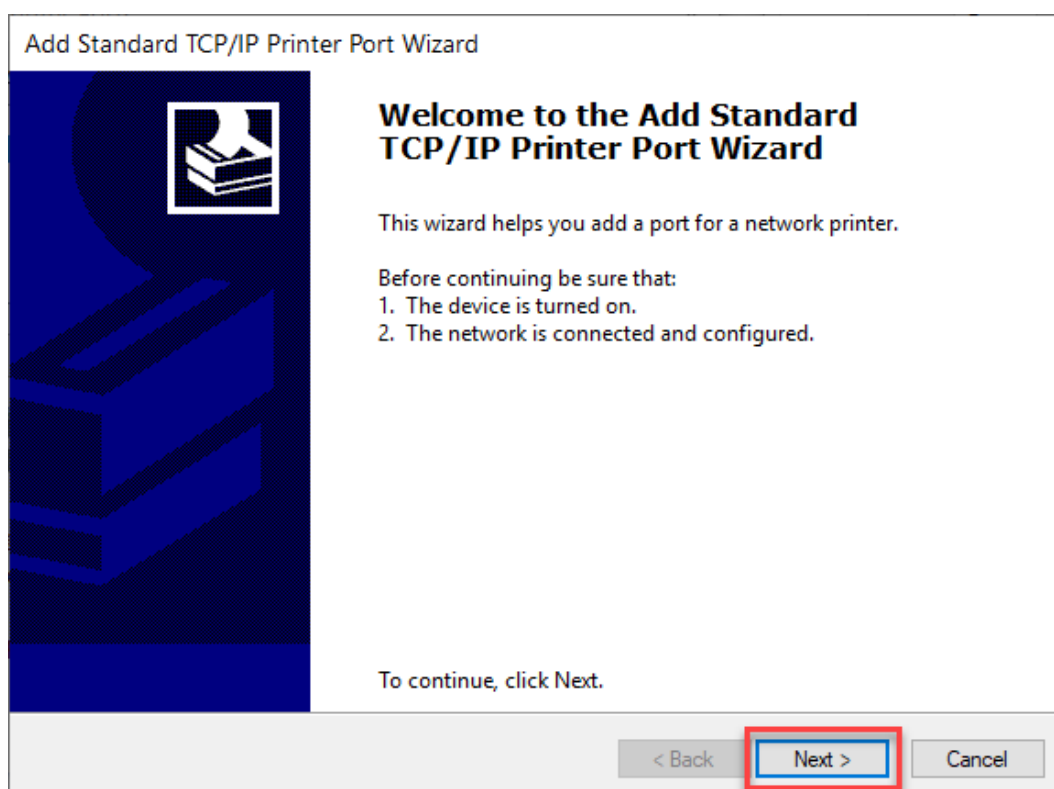 Add Standard TCP/IP Printer Port Wizard
Welcome to the Add Standard
TCP/IP Printer Port Wizard
This wizard helps you add a port for a network printer.
Before continuing be sure that:
1. The device is turned on.
2. The network is connected and configured.
To continue, click Next.
< Back Next > Cancel